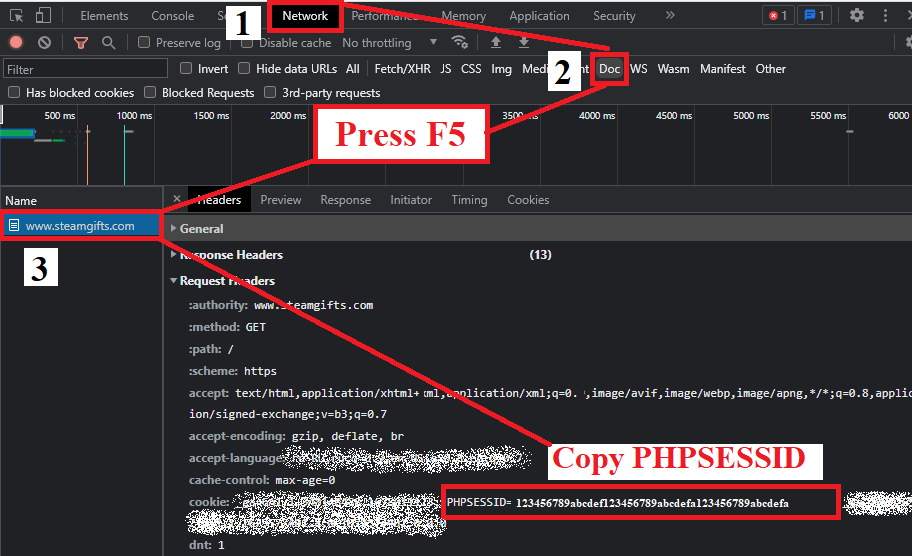 1
Elements Console Network Performance Memory Application Security » 1 1
Preserve log Disable cache No throttling
2
Filter Invert Hide data URLs All Fetch/XHR JS CSS Img Doc WS Wasm Manifest Other
Has blocked cookies Blocked Requests 3rd-party requests
500 ms 1000 ms 1500 ms 2000 ms 3500 ms 4000 ms 4500 ms 5000 ms 5500 ms 6000
Press F5
Name × Headers Preview Response Initiator Timing Cookies
www.steamgifts.com
General
3
Response Headers (13)
Request Headers
:authority: www.steamgifts.com
:method: GET
:path: /
:scheme: https
accept: text/html,application/xhtml+xml,application/xml;q=0. ,image/avif,image/webp,image/apng,*/*;q=0.8,applic
ion/signed-exchange;v=b3;q=0.7
accept-encoding: gzip, deflate, br
accept-language:
Copy PHPSESSID
cache-control: max-age=0
cookie: PHPSESSID= 123456789abcdef123456789abcdefa123456789abcdefa
dnt: 1